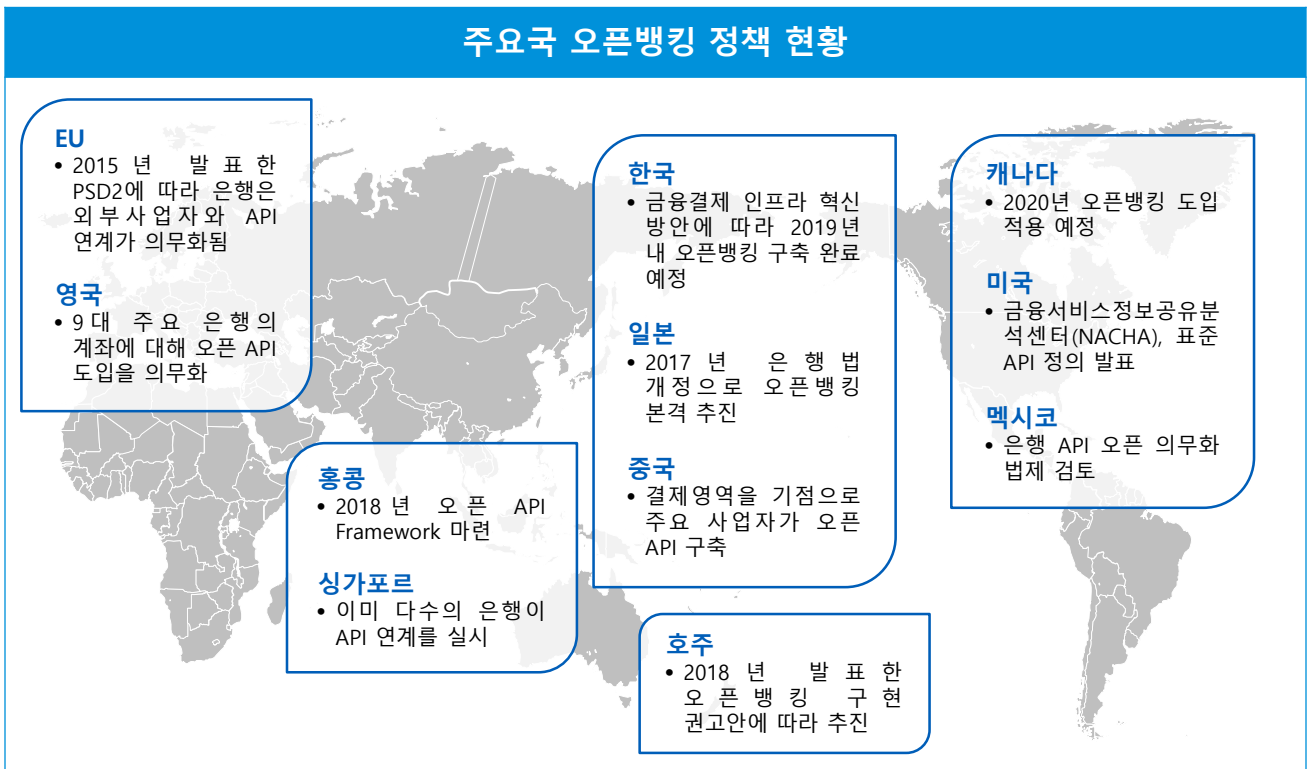 주요국 오픈뱅킹 정책 현황
EU
• 2015 년 발 표 한
PSD2에 따라 은행은
외부사업자와 API
연계가 의무화됨
영국
• 9대 주요 은행의
계좌에 대해 오픈 API
도입을 의무화
홍콩
• 2018 년 오픈 API
Framework 마련
싱가포르
• 이미 다수의 은행이
API 연계를 실시
한국
• 금융결제 인프라 혁신
방안에 따라 2019년
내 오픈뱅킹 구축 완료
예정
일본
• 2017 년 은행법
개정으로 오픈뱅킹
본격 추진
중국
• 결제영역을 기점으로
주요 사업자가 오픈
API 구축
호주
• 2018 년 발 표 한
오 픈 뱅 킹 구 현
권고안에 따라 추진
캐나다
• 2020년 오픈뱅킹 도입
적용 예정
미국
• 금융서비스정보공유분
석센터(NACHA), 표준
API 정의 발표
멕시코
• 은행 API 오픈 의무화
법제 검토